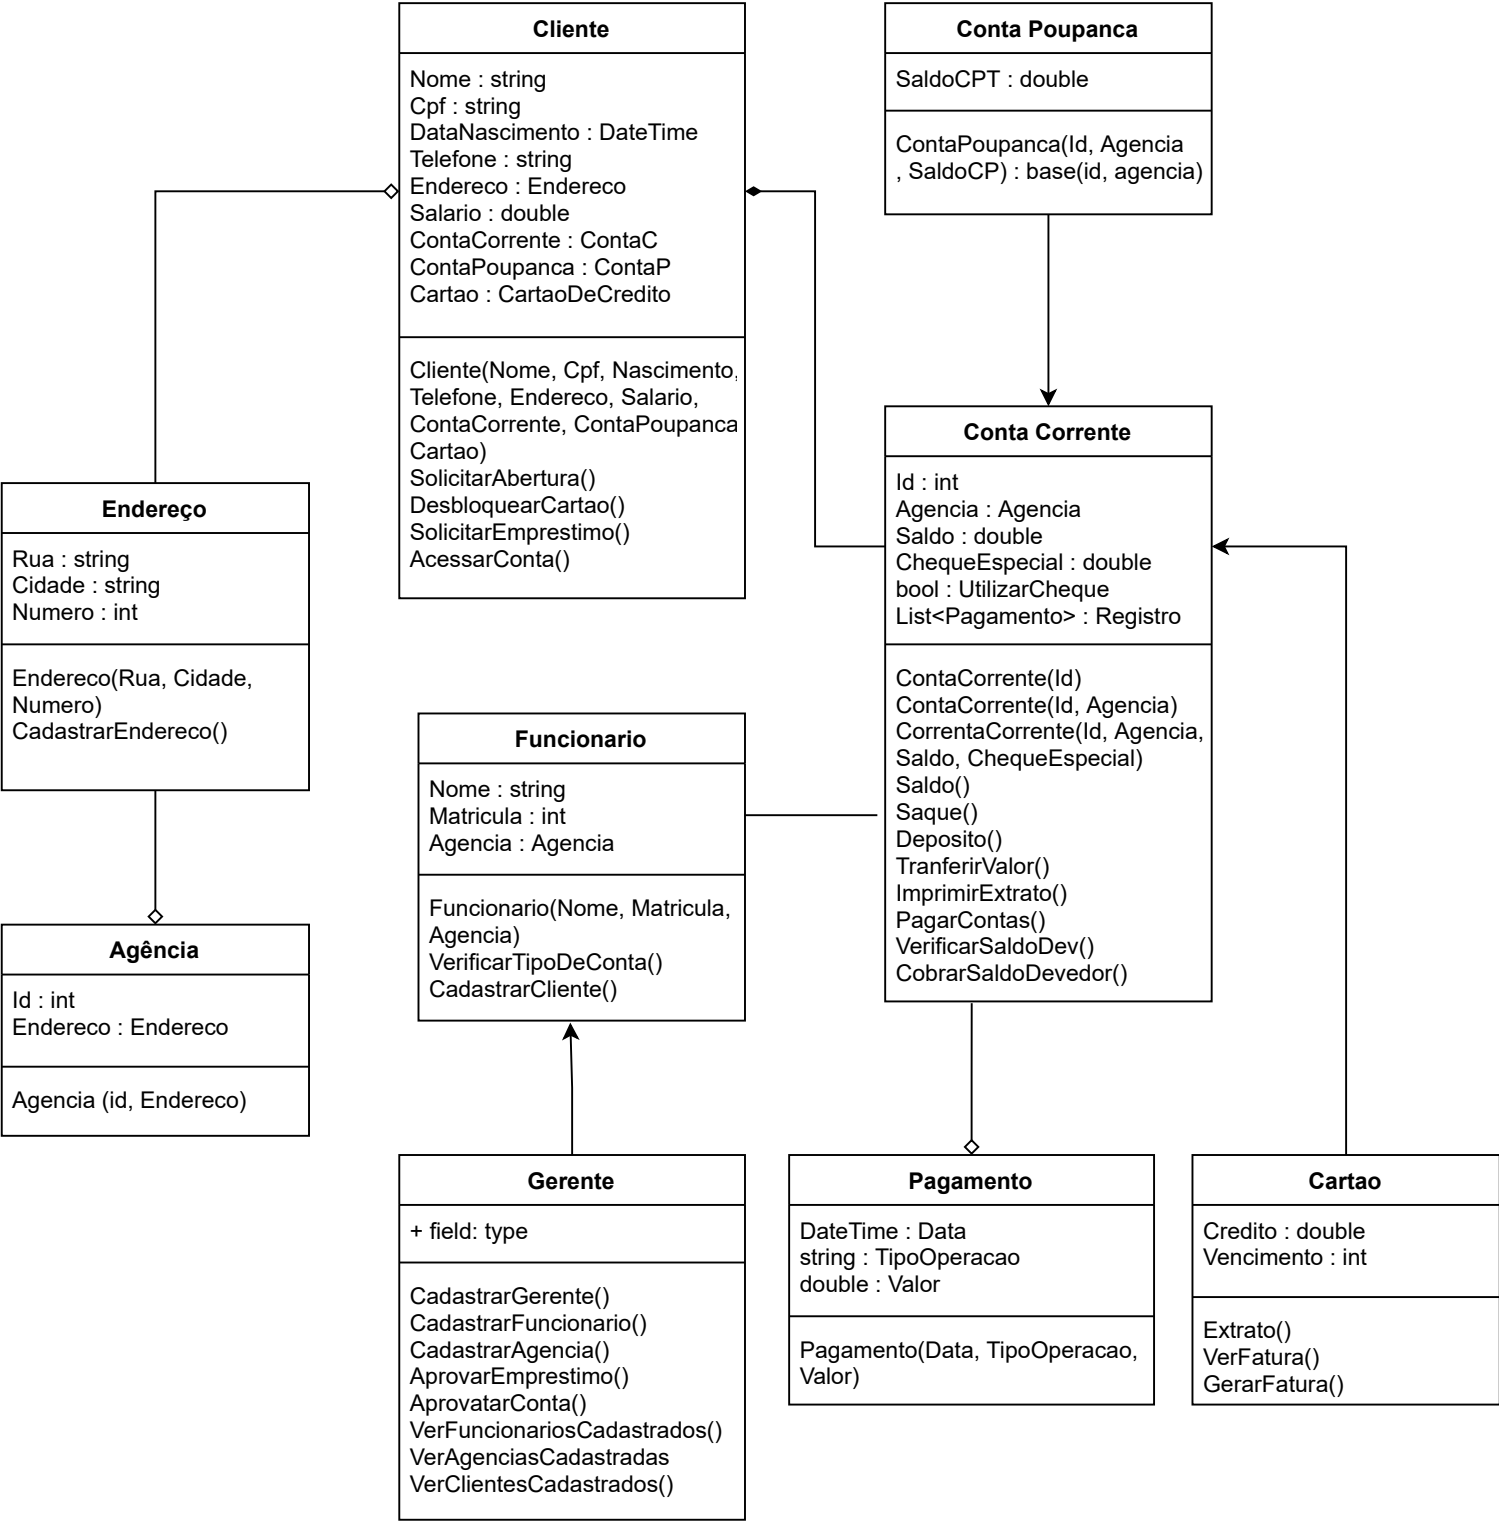 Cliente
Nome : string
Cpf : string
DataNascimento : DateTime
Telefone : string
Endereco : Endereco
Salario : double
ContaCorrente : ContaC
ContaPoupanca : ContaP
Cartao : CartaoDeCredito
Cliente(Nome, Cpf, Nascimento,
Telefone, Endereco, Salario,
ContaCorrente, ContaPoupanca
Cartao)
SolicitarAbertura()
DesbloquearCartao()
SolicitarEmprestimo()
AcessarConta()
Conta Poupanca
SaldoCPT : double
ContaPoupanca(Id, Agencia
, SaldoCP) : base(id, agencia)
Conta Corrente
Id : int
Agencia : Agencia
Saldo : double
ChequeEspecial : double
bool : UtilizarCheque
List<Pagamento> : Registro
ContaCorrente(Id)
ContaCorrente(Id, Agencia)
CorrentaCorrente(Id, Agencia,
Saldo, ChequeEspecial)
Saldo()
Saque()
Deposito()
TranferirValor()
ImprimirExtrato()
PagarContas()
VerificarSaldoDev()
CobrarSaldoDevedor()
Endereço
Rua : string
Cidade : string
Numero : int
Endereco(Rua, Cidade,
Numero)
CadastrarEndereco()
Funcionario
Nome : string
Matricula : int
Agencia : Agencia
Funcionario(Nome, Matricula,
Agencia)
VerificarTipoDeConta()
CadastrarCliente()
Agência
Id : int
Endereco : Endereco
Agencia (id, Endereco)
Gerente
+ field: type
CadastrarGerente()
CadastrarFuncionario()
CadastrarAgencia()
AprovarEmprestimo()
AprovatarConta()
VerFuncionariosCadastrados()
VerAgenciasCadastradas
VerClientesCadastrados()
Pagamento
DateTime : Data
string : TipoOperacao
double : Valor
Pagamento(Data, TipoOperacao,
Valor)
Cartao
Credito : double
Vencimento : int
Extrato()
VerFatura()
GerarFatura()